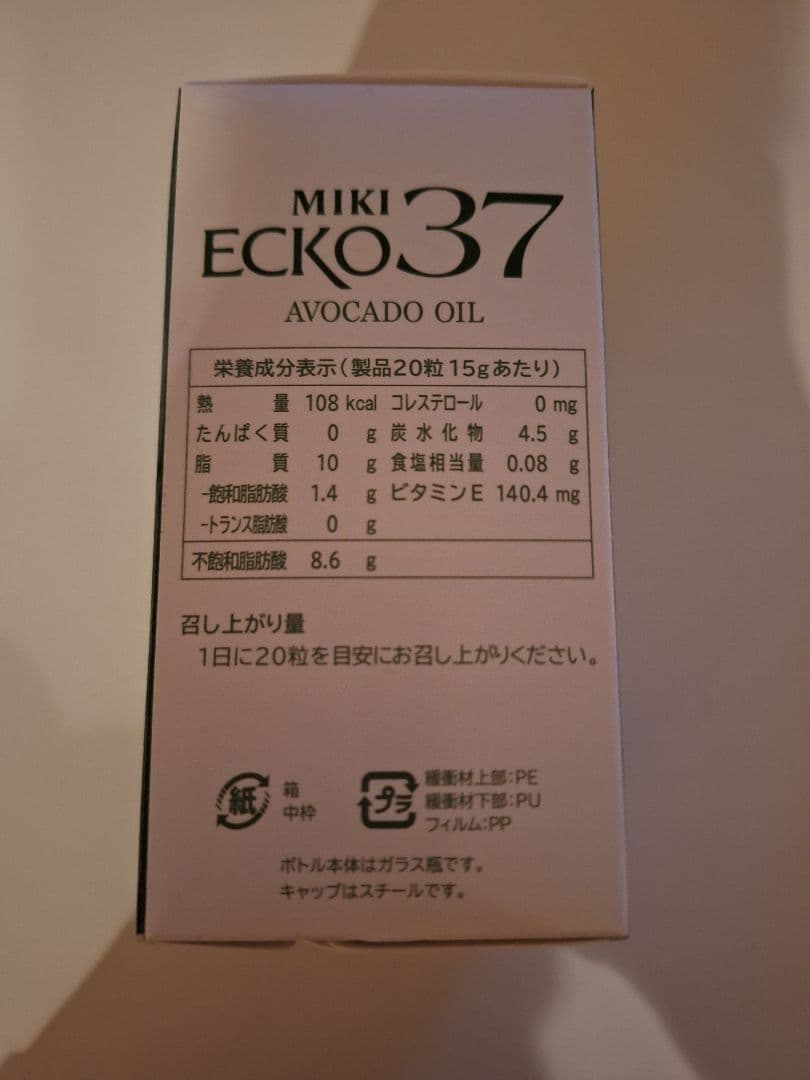 MIKI
ECKO37
AVOCADO OIL
栄養成分表示(製品20粒15gあたり)
熱量 108 kcal コレステロール 0 mg
たんぱく質 0 g 炭水化物 4.5 g
脂質 10 g 食塩相当量 0.08 g
-飽和脂肪酸 1.4 g ビタミンE 140.4 mg
-トランス脂肪酸 0 g
不飽和脂肪酸 8.6 g
召し上がり量
1日に20粒を目安にお召し上がりください。
紙 箱
中枠
プラ 緩衝材上部:PE
緩衝材下部:PU
フィルム:PP
ボトル本体はガラス瓶です。
キャップはスチールです。